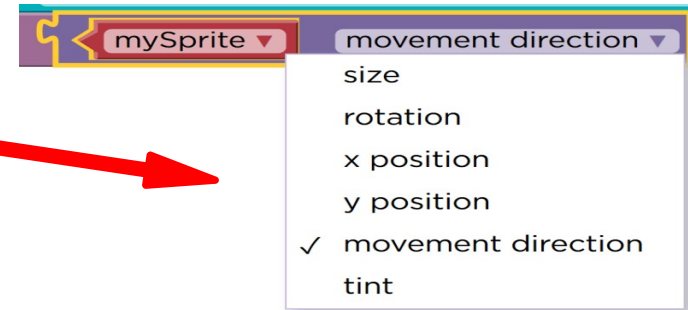 mySprite ▼ movement direction ▼
size
rotation
x position
y position
✓ movement direction
tint